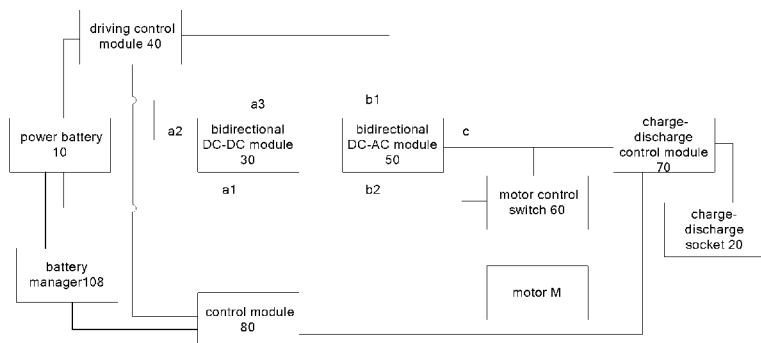 driving control
module 40
a3
b1
power battery
10
a2
bidirectional
DC-DC module
30
bidirectional
DC-AC module
50
c
charge-
discharge
control module
70
a1
b2
motor control
switch 60
charge-
discharge
socket 20
battery
manager108
control module
80
motor M